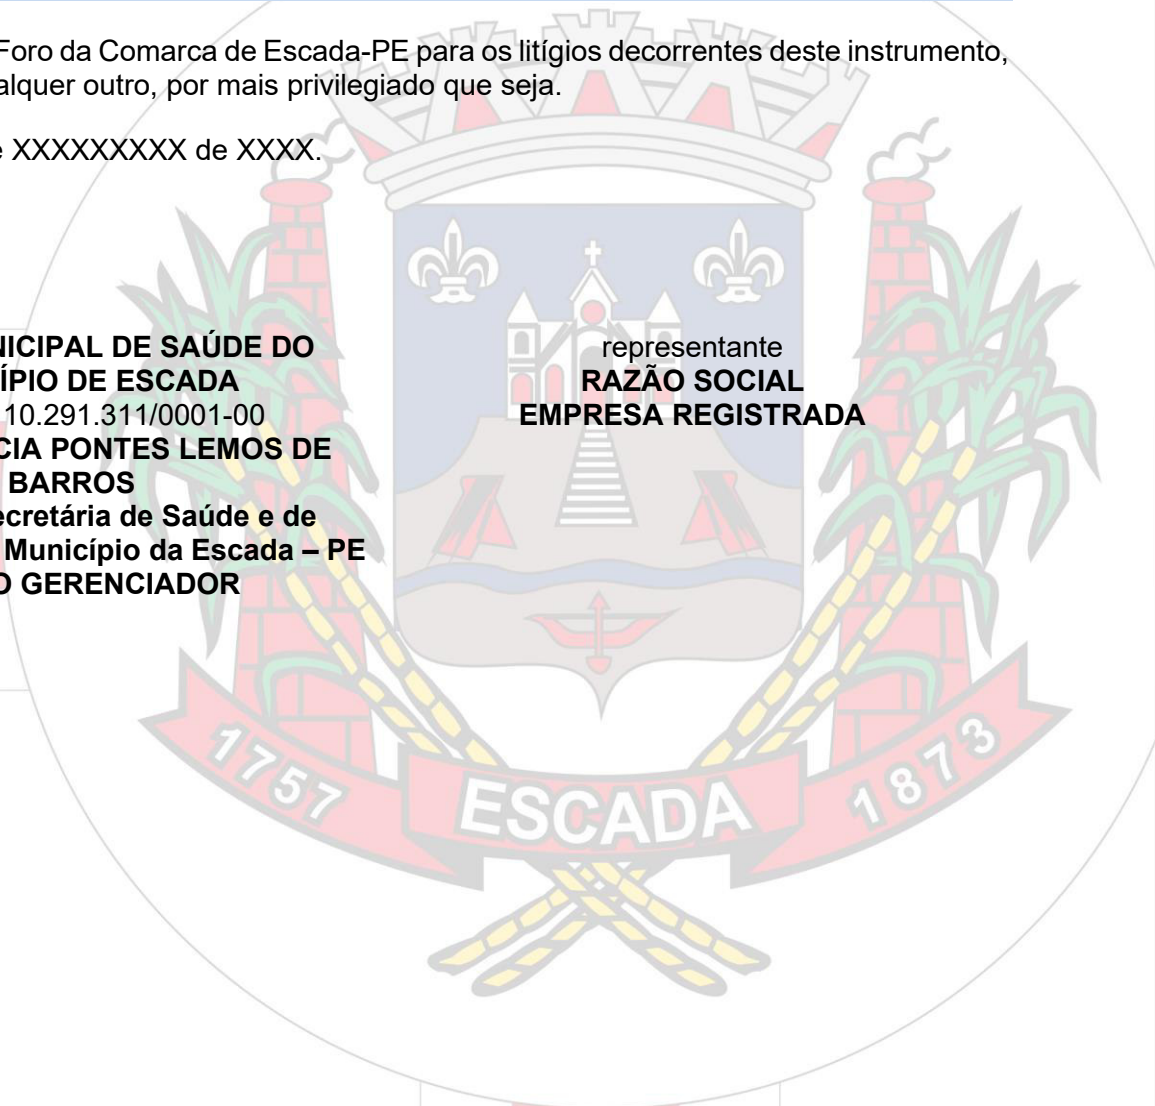 Foro da Comarca de Escada-PE para os litígios decorrentes deste instrumento,
alquer outro, por mais privilegiado que seja.
e XXXXXXXXX de XXXX.
NICIPAL DE SAÚDE DO
ÍPIO DE ESCADA
10.291.311/0001-00
CIA PONTES LEMOS DE
BARROS
ecretária de Saúde e de
Município da Escada – PE
O GERENCIADOR
representante
RAZÃO SOCIAL
EMPRESA REGISTRADA
1757
ESCADA
1873